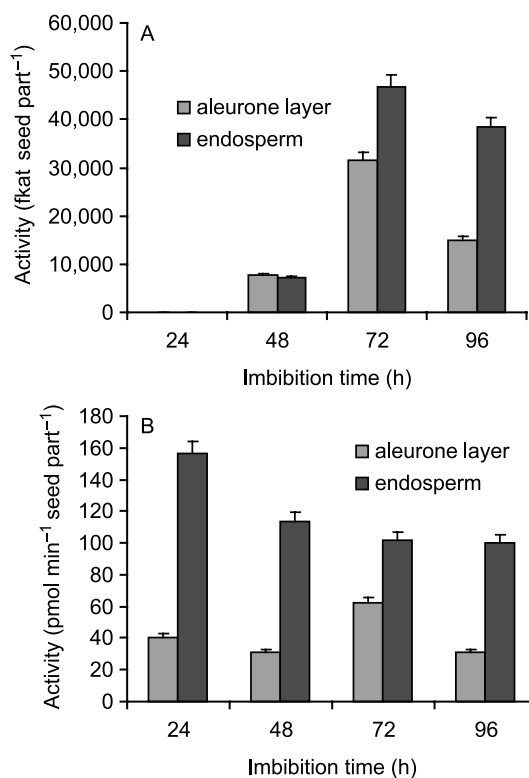 A
60,000
50,000
40,000
30,000
20,000
10,000
0
Activity (fkat seed part⁻¹)
aleurone layer
endosperm
24 48 72 96
Imbibition time (h)
B
180
160
140
120
100
80
60
40
20
0
Activity (pmol min⁻¹ seed part⁻¹)
aleurone layer
endosperm
24 48 72 96
Imbibition time (h)